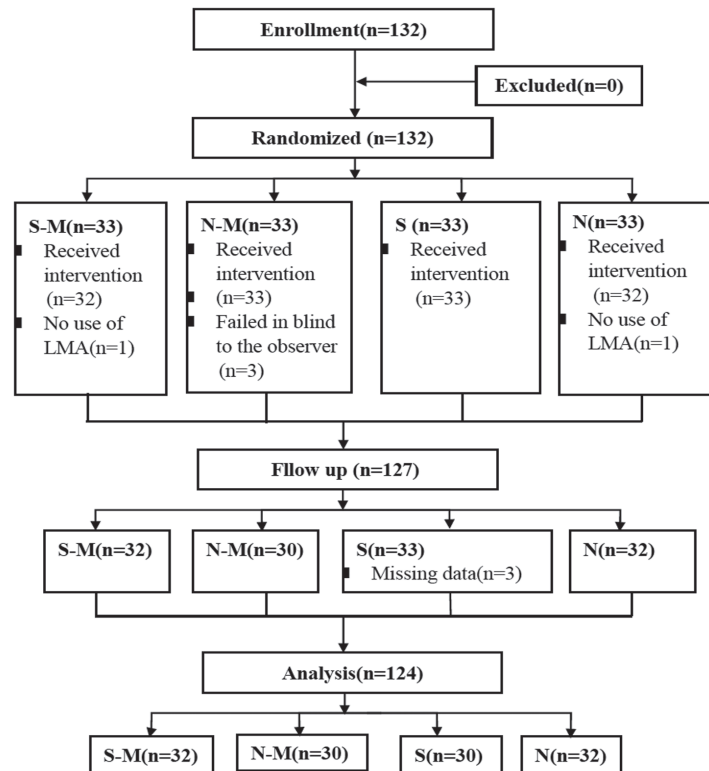 Enrollment(n=132)
Excluded(n=0)
Randomized (n=132)
S-M(n=33)
Received
intervention
(n=32)
No use of
LMA(n=1)
N-M(n=33)
Received
intervention
(n=33)
Failed in blind
to the observer
(n=3)
S (n=33)
Received
intervention
(n=33)
N(n=33)
Received
intervention
(n=32)
No use of
LMA(n=1)
Fllow up (n=127)
S-M(n=32)
N-M(n=30)
S(n=33)
Missing data(n=3)
N(n=32)
Analysis(n=124)
S-M(n=32)
N-M(n=30)
S(n=30)
N(n=32)